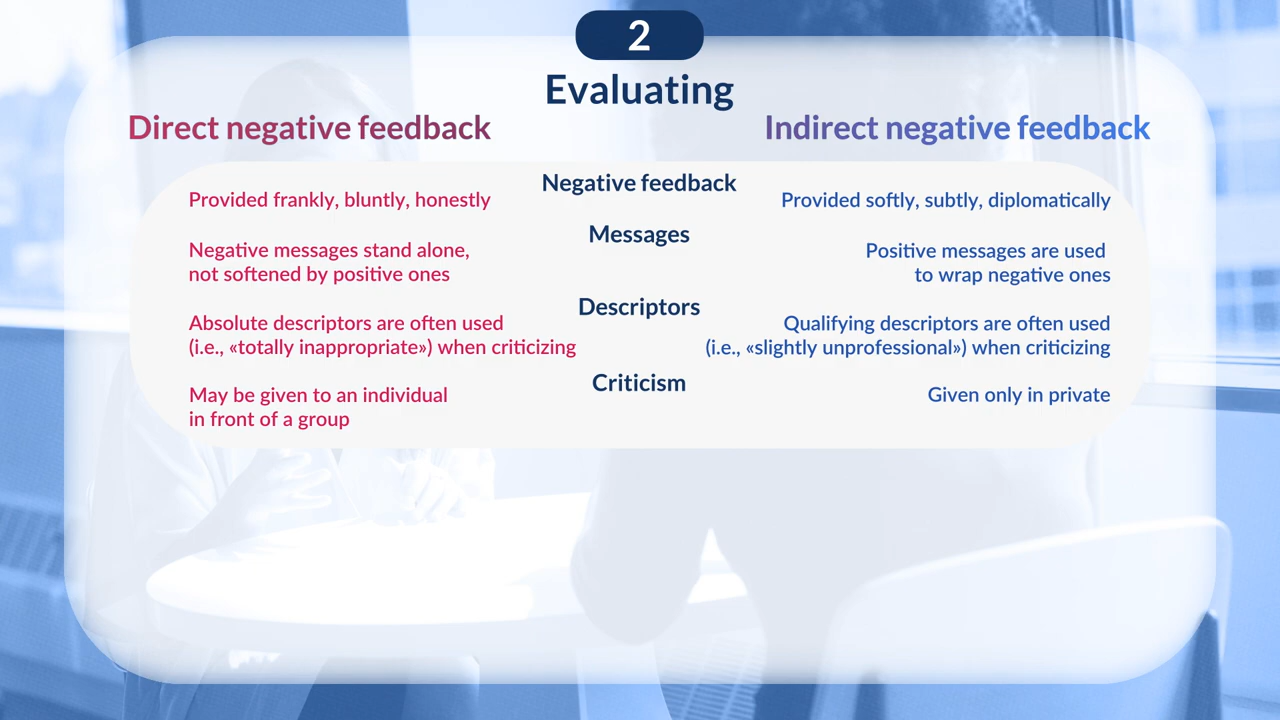 2
Evaluating
Direct negative feedback
Indirect negative feedback
Negative feedback
Provided frankly, bluntly, honestly
Provided softly, subtly, diplomatically
Messages
Negative messages stand alone,
not softened by positive ones
Positive messages are used
to wrap negative ones
Descriptors
Absolute descriptors are often used
(i.e., «totally inappropriate») when criticizing
Qualifying descriptors are often used
(i.e., «slightly unprofessional») when criticizing
Criticism
May be given to an individual
in front of a group
Given only in private